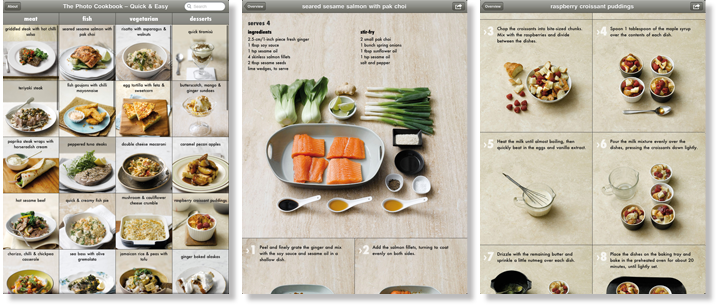 About
The Photo Cookbook – Quick & Easy
Search
meat
fish
vegetarian
desserts
griddled steak with hot chili
salsa
seared sesame salmon with
pak choi
risotto with asparagus &
walnuts
quick tiramisù
teriyaki steak
fish goujons with chilli
mayonnaise
egg tortilla with feta &
sweetcorn
butterscotch, mango &
ginger sundaes
paprika steak wraps with
horseradish cream
peppered tuna steaks
double cheese macaroni
caramel pecan apples
hot sesame beef
quick & creamy fish pie
mushroom & cauliflower
cheese crumble
raspberry croissant puddings
chorizo, chilli & chickpea
casserole
sea bass with olive
gremolata
jamaican rice & peas with
tofu
ginger baked alaskas
Overview
seared sesame salmon with pak choi
serves 4
ingredients
2.5-cm/1-inch piece fresh ginger
1 tbsp soy sauce
1 tsp sesame oil
4 skinless salmon fillets
2 tbsp sesame seeds
lime wedges, to serve
stir-fry
2 small pak choi
1 bunch spring onions
1 tbsp sunflower oil
1 tsp sesame oil
salt and pepper
1
Peel and finely grate the ginger and mix
with the soy sauce and sesame oil in a
shallow dish.
2
Add the salmon fillets, turning to coat
evenly on both sides.
Overview
raspberry croissant puddings
3
Chop the croissants into bite-sized chunks.
Mix with the raspberries and divide
between the dishes.
4
Spoon 1 tablespoon of the maple syrup
over the contents of each dish.
5
Heat the milk until almost boiling, then
quickly beat in the eggs and vanilla extract.
6
Pour the milk mixture evenly over the
dishes, pressing the croissants down lightly.
7
Drizzle with the remaining butter and
sprinkle a little nutmeg over each dish.
8
Place the dishes on the baking tray and
bake in the preheated oven for about 20
minutes, until lightly set.